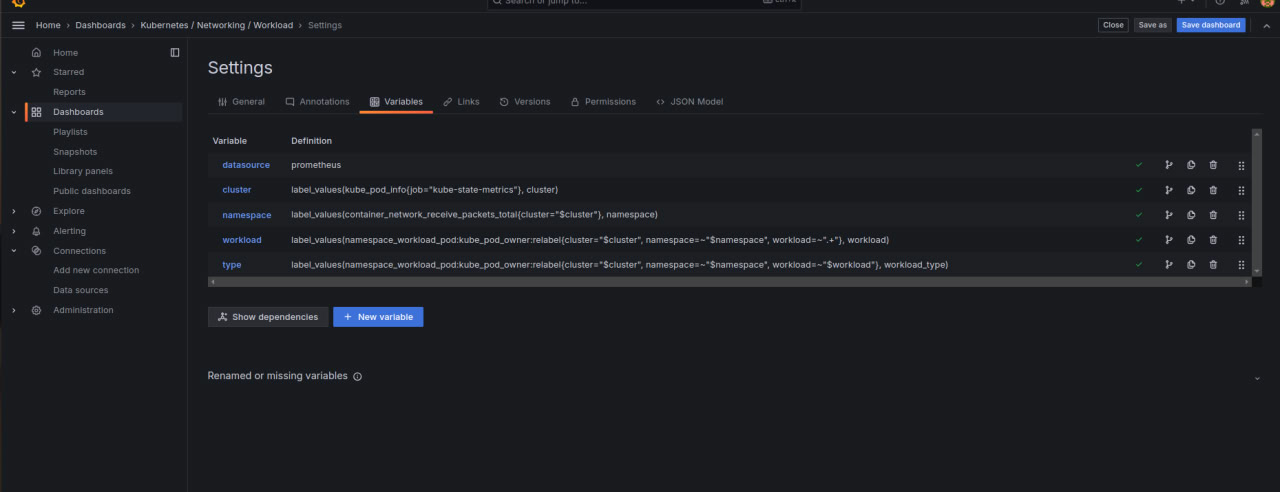 Search or jump to...
Home › Dashboards › Kubernetes / Networking / Workload › Settings
Close
Save as
Save dashboard
Home
Starred
Reports
Dashboards
Playlists
Snapshots
Library panels
Public dashboards
Explore
Alerting
Connections
Add new connection
Data sources
Administration
Settings
General
Annotations
Variables
Links
Versions
Permissions
JSON Model
Variable Definition
datasource prometheus
cluster label_values(kube_pod_info{job="kube-state-metrics"}, cluster)
namespace label_values(container_network_receive_packets_total{cluster="$cluster"}, namespace)
workload label_values(namespace_workload_pod:kube_pod_owner:relabel{cluster="$cluster", namespace=~"$namespace", workload=~".+"}, workload)
type label_values(namespace_workload_pod:kube_pod_owner:relabel{cluster="$cluster", namespace=~"$namespace", workload=~"$workload"}, workload_type)
Show dependencies
+ New variable
Renamed or missing variables